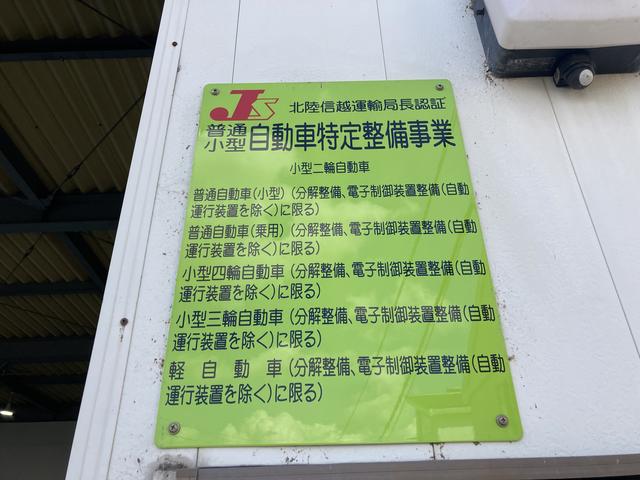 JS 北陸信越運輸局長認証
普通
小型 自動車特定整備事業
小型二輪自動車
普通自動車(小型)(分解整備、電子制御装置整備(自動
運行装置を除く)に限る)
普通自動車(乗用)(分解整備、電子制御装置整備(自動
運行装置を除く)に限る)
小型四輪自動車(分解整備、電子制御装置整備(自動
運行装置を除く)に限る)
小型三輪自動車(分解整備、電子制御装置整備(自動
運行装置を除く)に限る)
軽自動車(分解整備、電子制御装置整備(自動
運行装置を除く)に限る)